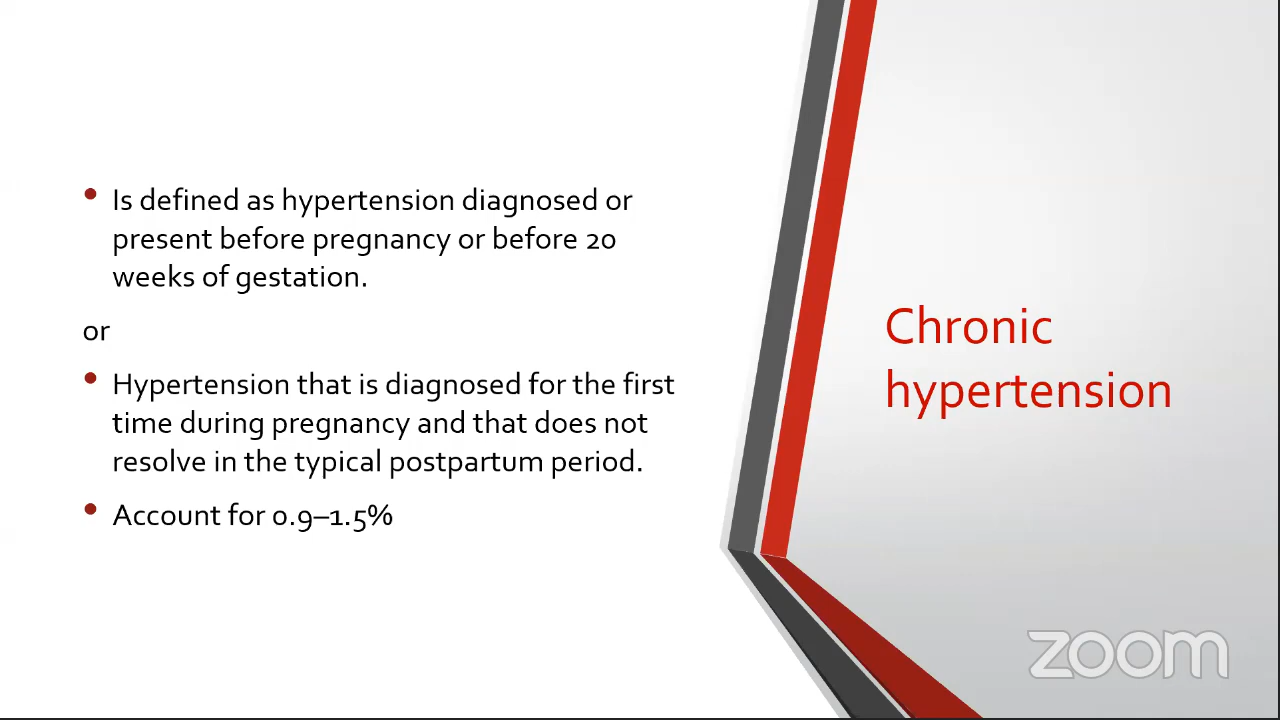 • Is defined as hypertension diagnosed or
present before pregnancy or before 20
weeks of gestation.
or
• Hypertension that is diagnosed for the first
time during pregnancy and that does not
resolve in the typical postpartum period.
• Account for 0.9–1.5%
Chronic
hypertension
zoom